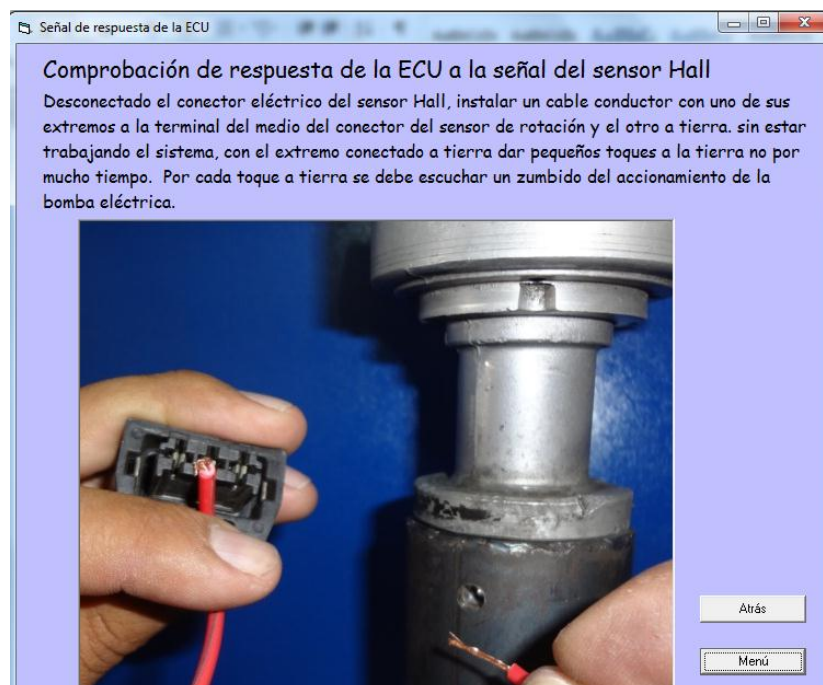 Señal de respuesta de la ECU
Comprobación de respuesta de la ECU a la señal del sensor Hall
Desconectado el conector eléctrico del sensor Hall, instalar un cable conductor con uno de sus
extremos a la terminal del medio del conector del sensor de rotación y el otro a tierra. sin estar
trabajando el sistema, con el extremo conectado a tierra dar pequeños toques a la tierra no por
mucho tiempo.  Por cada toque a tierra se debe escuchar un zumbido del accionamiento de la
bomba eléctrica.
Atrás
Menú